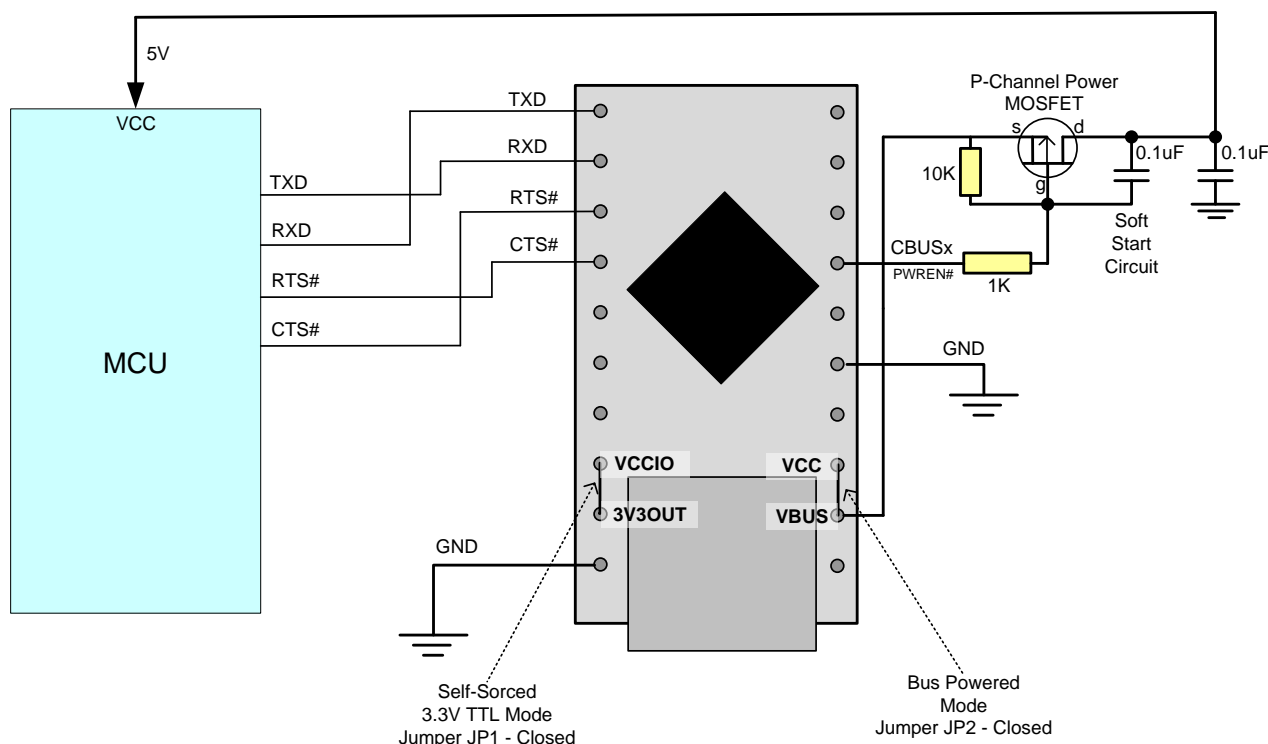 5V
VCC
TXD
RXD
RTS#
CTS#
MCU
TXD
RXD
RTS#
CTS#
P-Channel Power
MOSFET
s
d
g
10K
0.1uF
0.1uF
Soft
Start
Circuit
CBUSx
PWREN#
1K
GND
VCCIO
VCC
3V3OUT
VBUS
GND
Self-Sorced
3.3V TTL Mode
Jumper JP1 - Closed
Bus Powered
Mode
Jumper JP2 - Closed